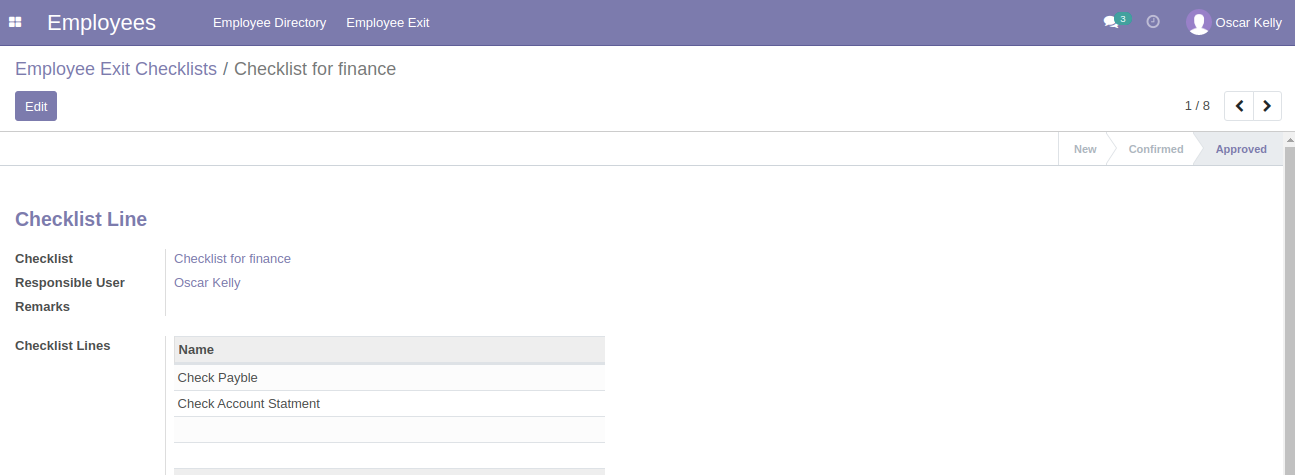 Employees Employee Directory Employee Exit 3 Oscar Kelly
Employee Exit Checklists / Checklist for finance
Edit 1 / 8
New Confirmed Approved
Checklist Line
Checklist Checklist for finance
Responsible User Oscar Kelly
Remarks
Checklist Lines Name
Check Payble
Check Account Statment